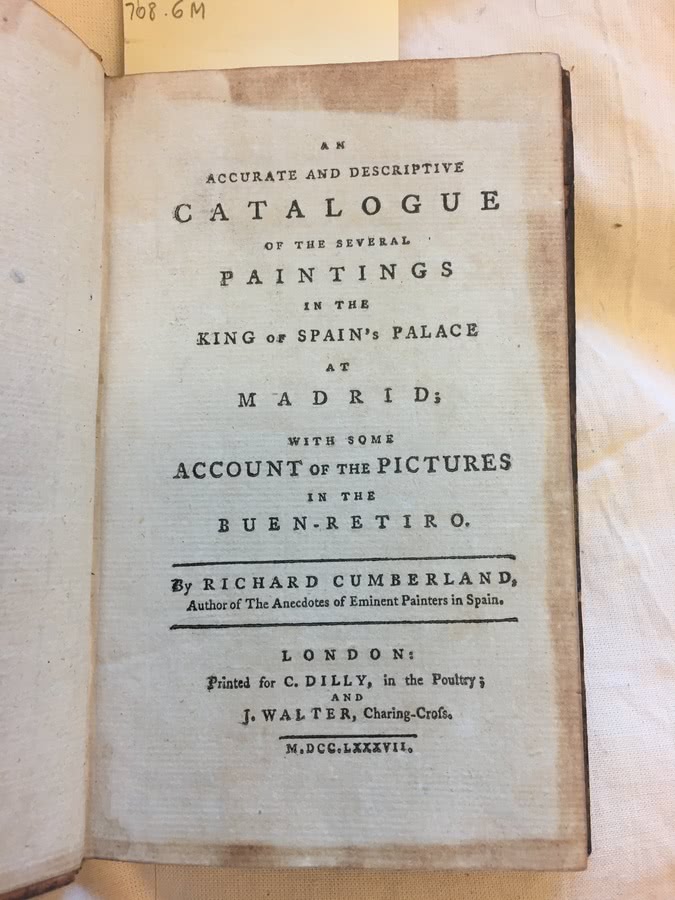 768.6M
AN
ACCURATE AND DESCRIPTIVE
CATALOGUE
OF THE SEVERAL
PAINTINGS
IN THE
KING OF SPAIN's PALACE
AT
MADRID;
WITH SOME
ACCOUNT OF THE PICTURES
IN THE
BUEN-RETIRO.
By RICHARD CUMBERLAND,
Author of The Anecdotes of Eminent Painters in Spain.
LONDON:
Printed for C. DILLY, in the Poultry;
AND
J. WALTER, Charing-Croſs.
M.DCC.LXXXVII.